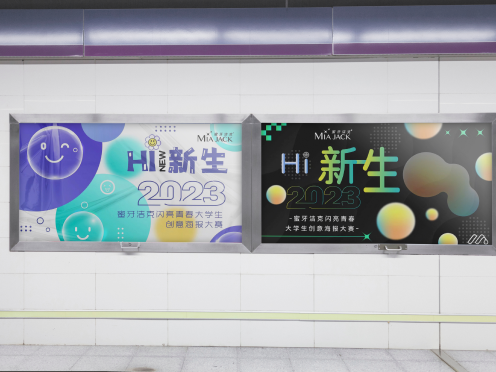 蜜牙洁克
MIA JACK
Hi NEW 新生
2023
蜜牙洁克闪亮青春大学生
创意海报大赛
蜜牙洁克
MIA JACK
Hi 新生
2023
-蜜牙洁克闪亮青春-
大学生创意海报大赛-